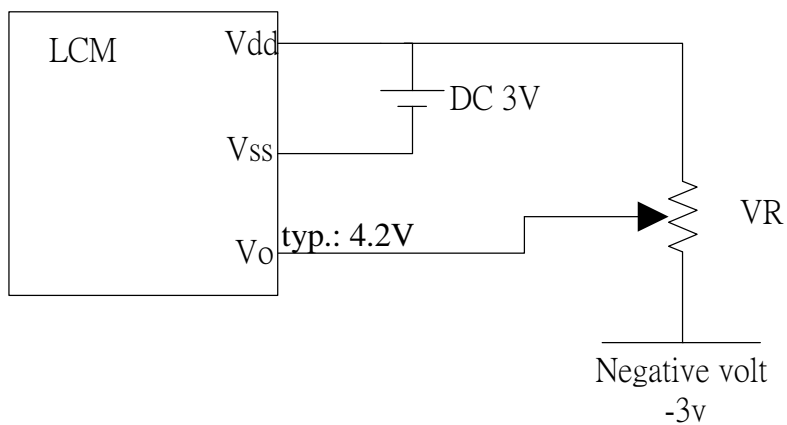 LCM
Vdd
DC 3V
Vss
VR
Vo
typ.: 4.2V
Negative volt
-3v